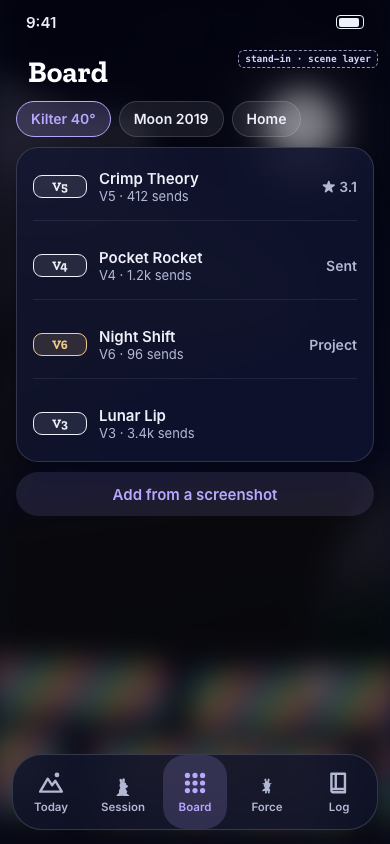 9:41
stand-in · scene layer
Board
Kilter 40°
Moon 2019
Home
V5
Crimp Theory
V5 · 412 sends
★ 3.1
V4
Pocket Rocket
V4 · 1.2k sends
Sent
V6
Night Shift
V6 · 96 sends
Project
V3
Lunar Lip
V3 · 3.4k sends
Add from a screenshot
Today
Session
Board
Force
Log